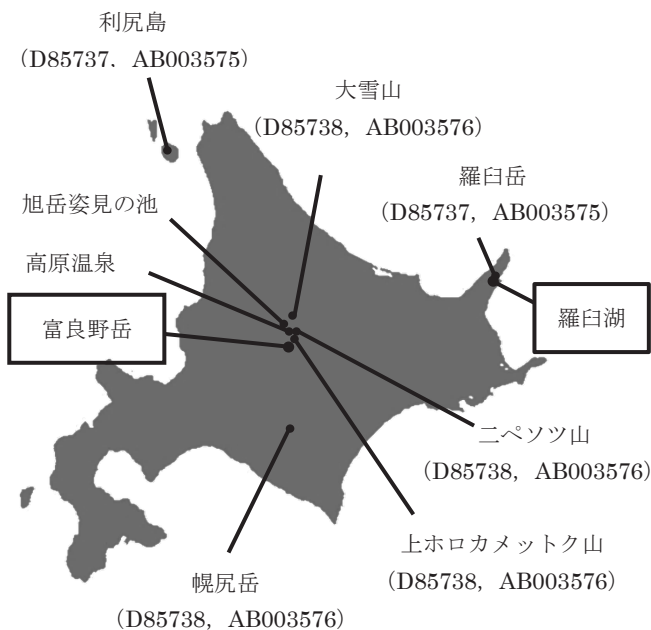 利尻島
(D85737, AB003575)
大雪山
(D85738, AB003576)
羅臼岳
(D85737, AB003575)
旭岳姿見の池
高原温泉
富良野岳
羅臼湖
二ペソツ山
(D85738, AB003576)
上ホロカメットク山
(D85738, AB003576)
幌尻岳
(D85738, AB003576)